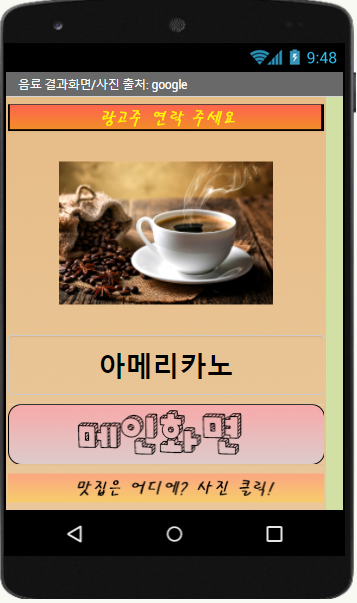 9:48
음료 결과화면/사진 출처: google
광고주 연락 주세요
아메리카노
메인화면
맛집은 어디에? 사진 클릭!